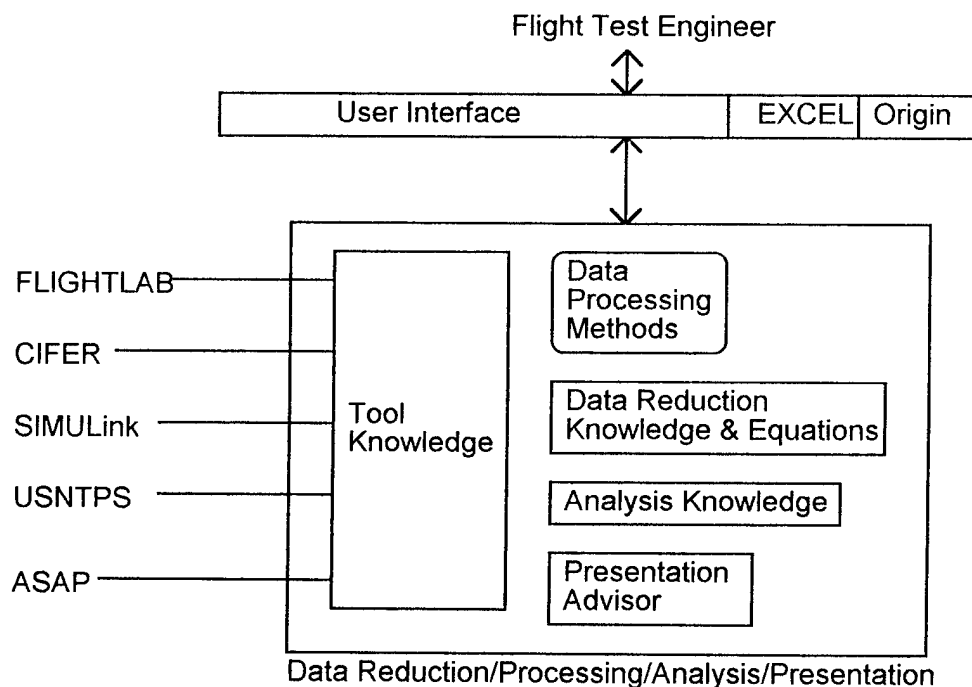 Flight Test Engineer
User Interface EXCEL Origin
FLIGHTLAB
CIFER
SIMULink
USNTPS
ASAP
Tool
Knowledge
Data
Processing
Methods
Data Reduction
Knowledge & Equations
Analysis Knowledge
Presentation
Advisor
Data Reduction/Processing/Analysis/Presentation